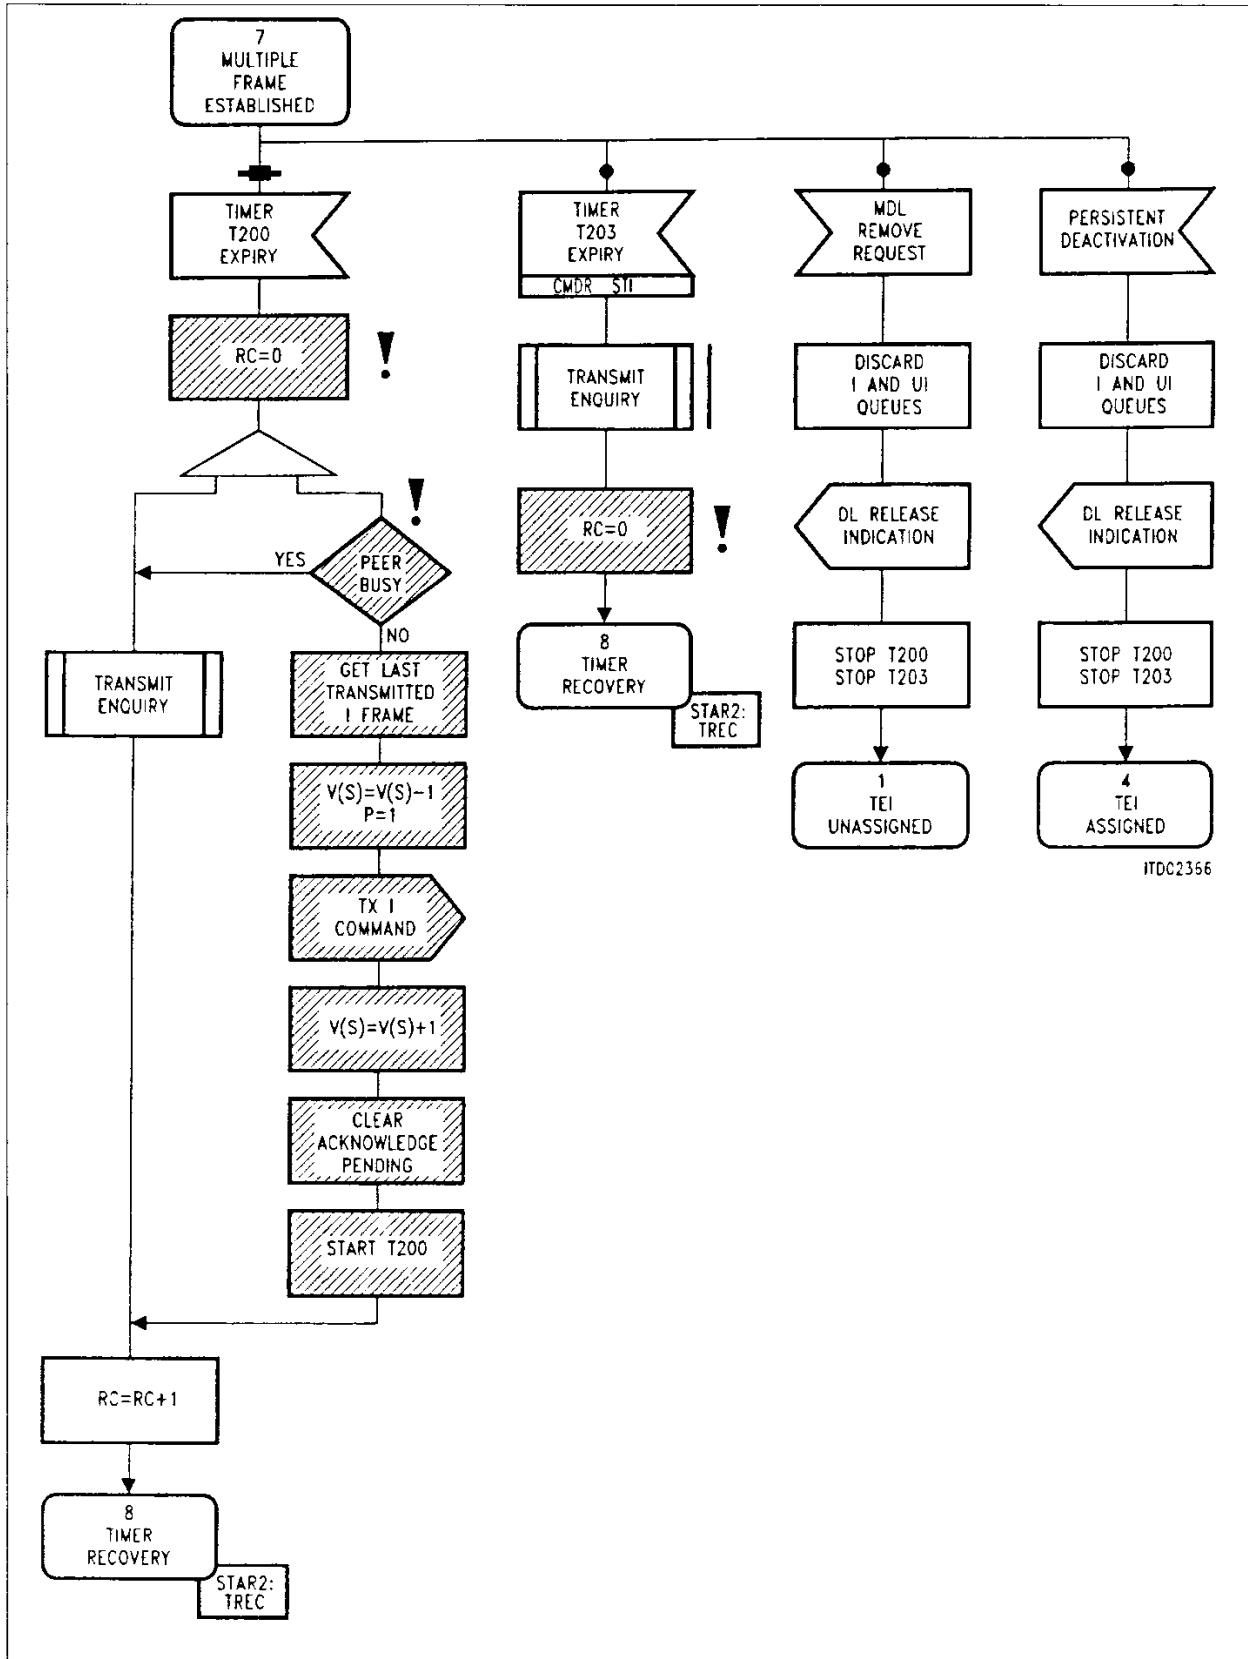 7
MULTIPLE
FRAME
ESTABLISHED
TIMER
T200
EXPIRY
RC=0
YES
PEER
BUSY
NO
TRANSMIT
ENQUIRY
GET LAST
TRANSMITTED
I FRAME
V(S)=V(S)-1
P=1
TX I
COMMAND
V(S)=V(S)+1
CLEAR
ACKNOWLEDGE
PENDING
START T200
RC=RC+1
8
TIMER
RECOVERY
STAR2:
TREC
TIMER
T203
EXPIRY
CMDR STI
TRANSMIT
ENQUIRY
RC=0
8
TIMER
RECOVERY
STAR2:
TREC
MDL
REMOVE
REQUEST
DISCARD
I AND UI
QUEUES
DL RELEASE
INDICATION
STOP T200
STOP T203
1
TEI
UNASSIGNED
PERSISTENT
DEACTIVATION
DISCARD
I AND UI
QUEUES
DL RELEASE
INDICATION
STOP T200
STOP T203
4
TEI
ASSIGNED
ITD02366